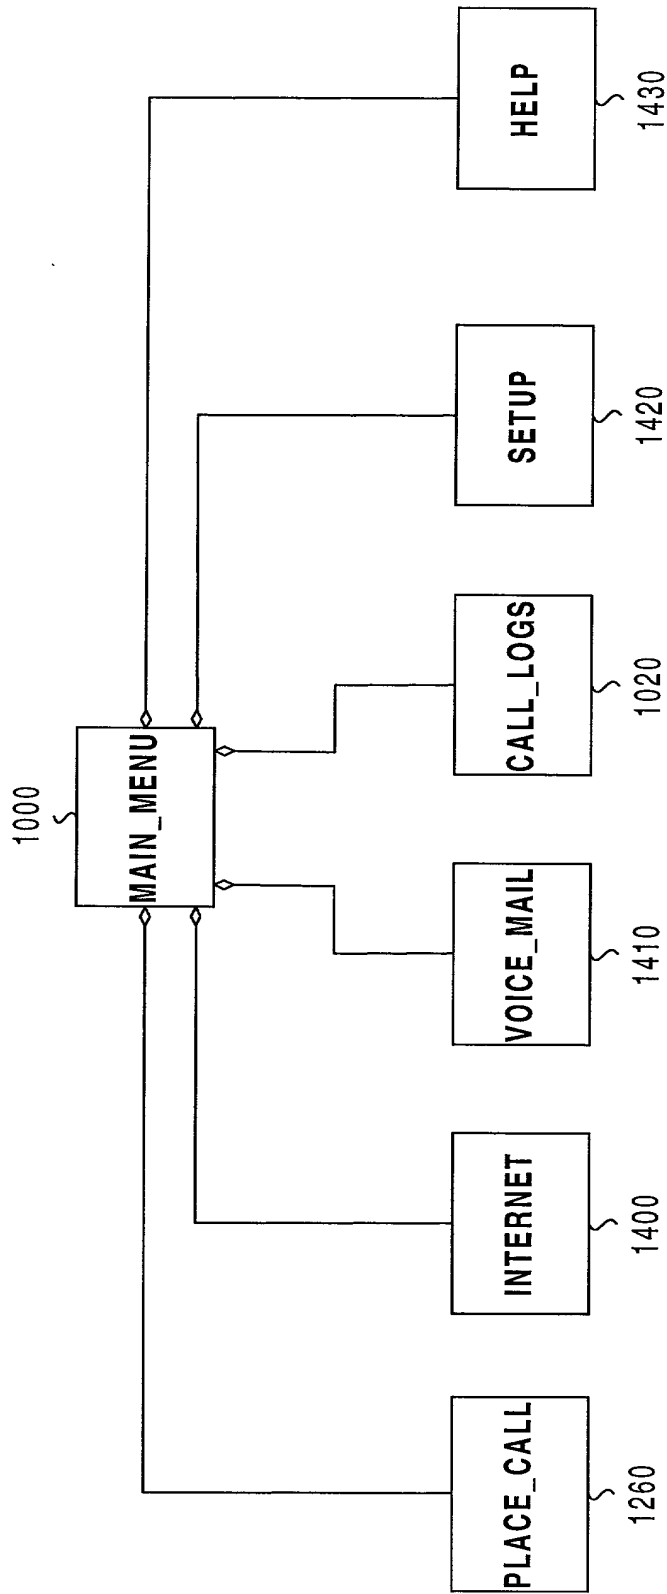 1000
MAIN_MENU
PLACE_CALL
1260
INTERNET
1400
VOICE_MAIL
1410
CALL_LOGS
1020
SETUP
1420
HELP
1430